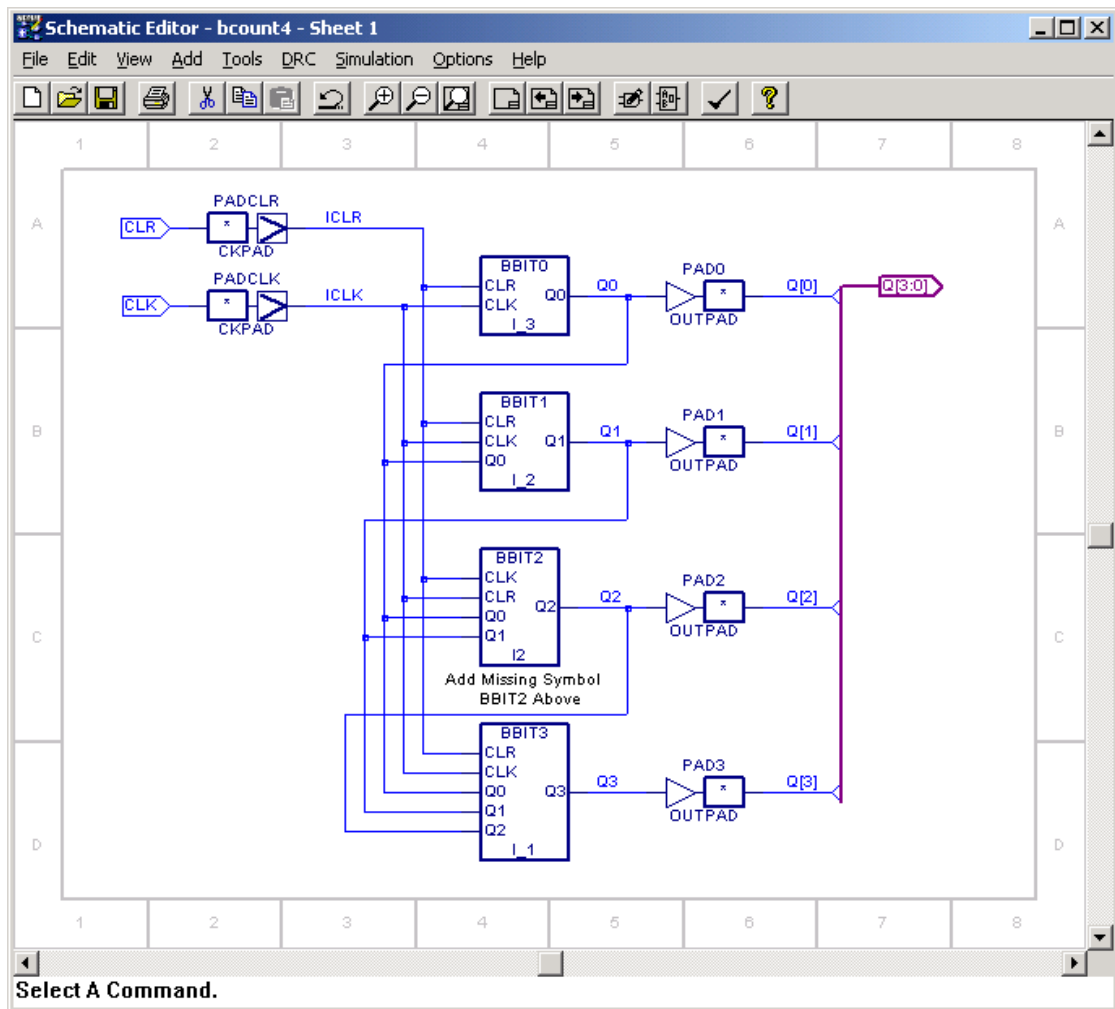 Schematic Editor - bcount4 - Sheet 1
File Edit View Add Tools DRC Simulation Options Help
1 2 3 4 5 6 7 8
A A
PADCLR
CLR * ICLR
CKPAD
PADCLK
CLK * ICLK
CKPAD
BBIT0
CLR
CLK Q0
I_3
Q0
PAD0
*
OUTPAD
Q[0]
Q[3:0]
B B
BBIT1
CLR
CLK Q1
Q0
I_2
Q1
PAD1
*
OUTPAD
Q[1]
C C
BBIT2
CLK
CLR
Q0 Q2
Q1
I2
Q2
PAD2
*
OUTPAD
Q[2]
Add Missing Symbol
BBIT2 Above
D D
BBIT3
CLR
CLK
Q0 Q3
Q1
Q2
I_1
Q3
PAD3
*
OUTPAD
Q[3]
1 2 3 4 5 6 7 8
Select A Command.